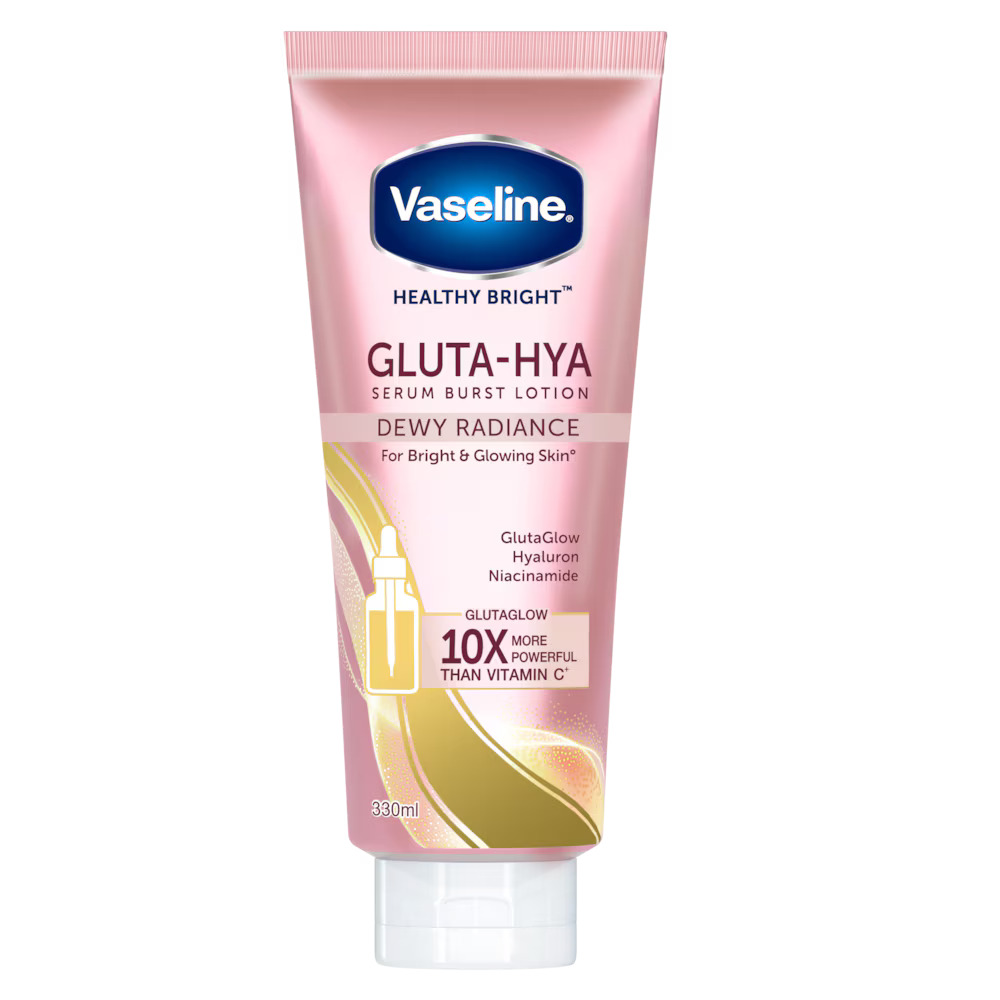 Vaseline®
HEALTHY BRIGHT™
GLUTA-HYA
SERUM BURST LOTION
DEWY RADIANCE
For Bright & Glowing Skin°
GlutaGlow
Hyaluron
Niacinamide
GLUTAGLOW
10X MORE
POWERFUL
THAN VITAMIN C⁺
330ml